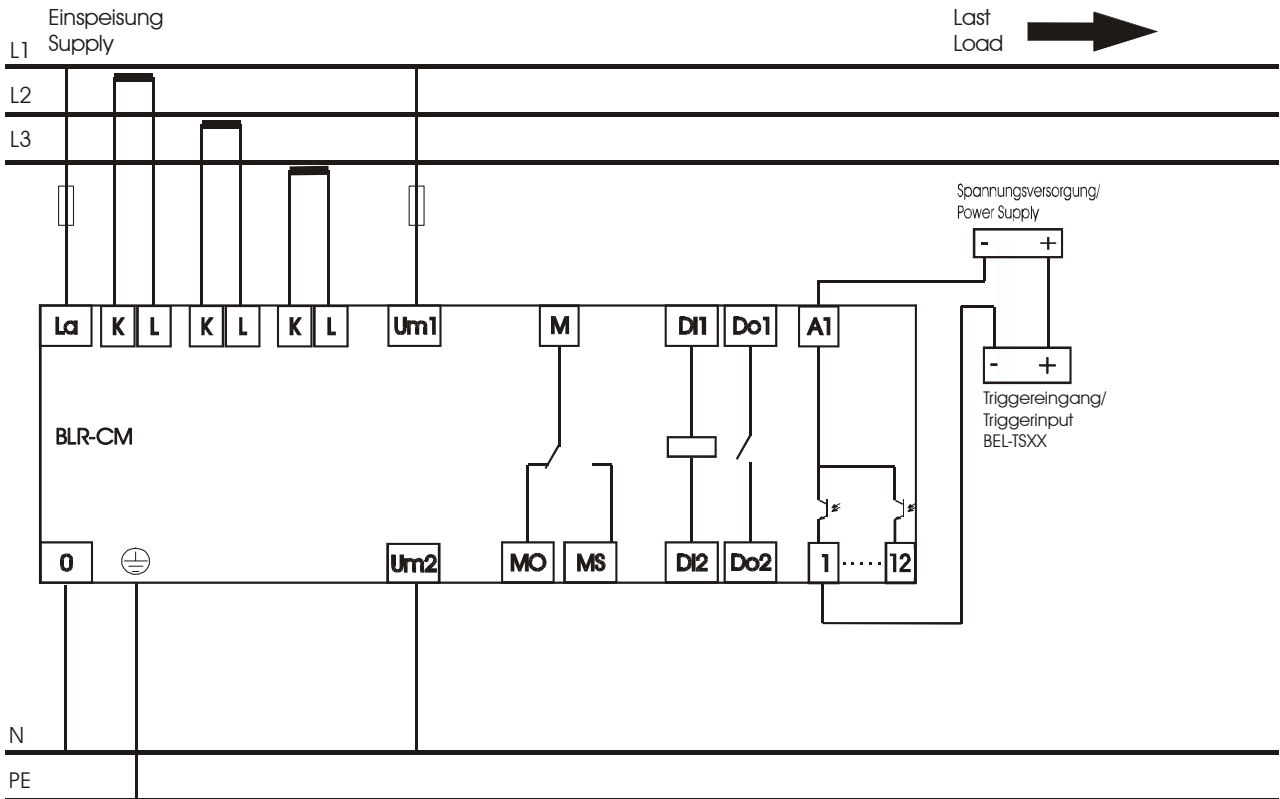 Einspeisung
Supply
Last
Load
L1
L2
L3
Spannungsversorgung/
Power Supply
- +
La K L K L K L Um1 M DI1 Do1 A1
- +
Triggereingang/
Triggerinput
BEL-TSXX
BLR-CM
0 Um2 MO MS DI2 Do2 1 ..... 12
N
PE